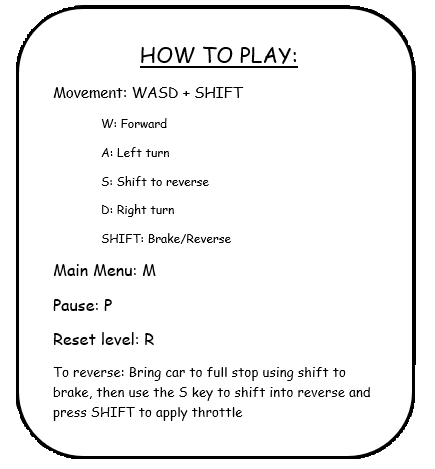 HOW TO PLAY:
Movement: WASD + SHIFT
W: Forward
A: Left turn
S: Shift to reverse
D: Right turn
SHIFT: Brake/Reverse
Main Menu: M
Pause: P
Reset level: R
To reverse: Bring car to full stop using shift to
brake, then use the S key to shift into reverse and
press SHIFT to apply throttle